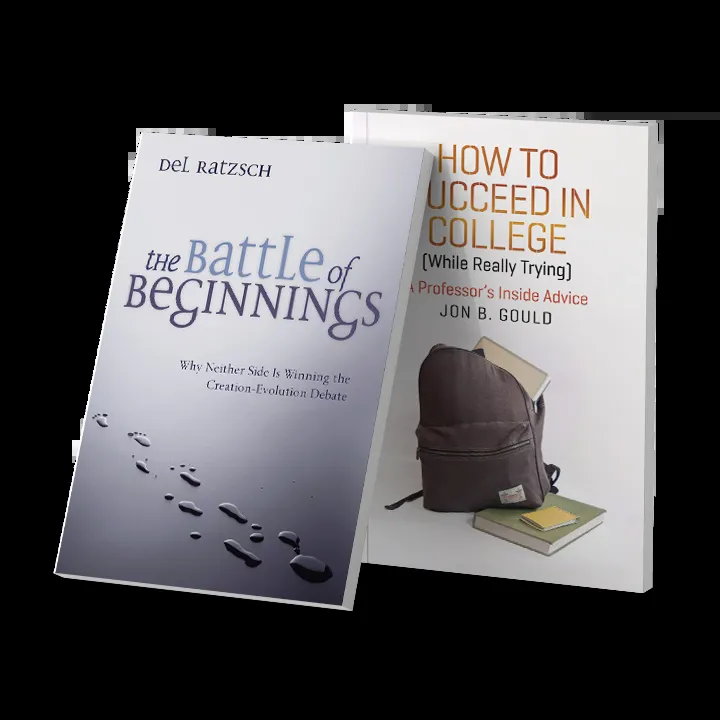 Del Ratzsch
the Battle of
Beginnings
Why Neither Side Is Winning the
Creation-Evolution Debate
HOW TO
UCCEED IN
COLLEGE
(While Really Trying)
A Professor's Inside Advice
JON B. GOULD